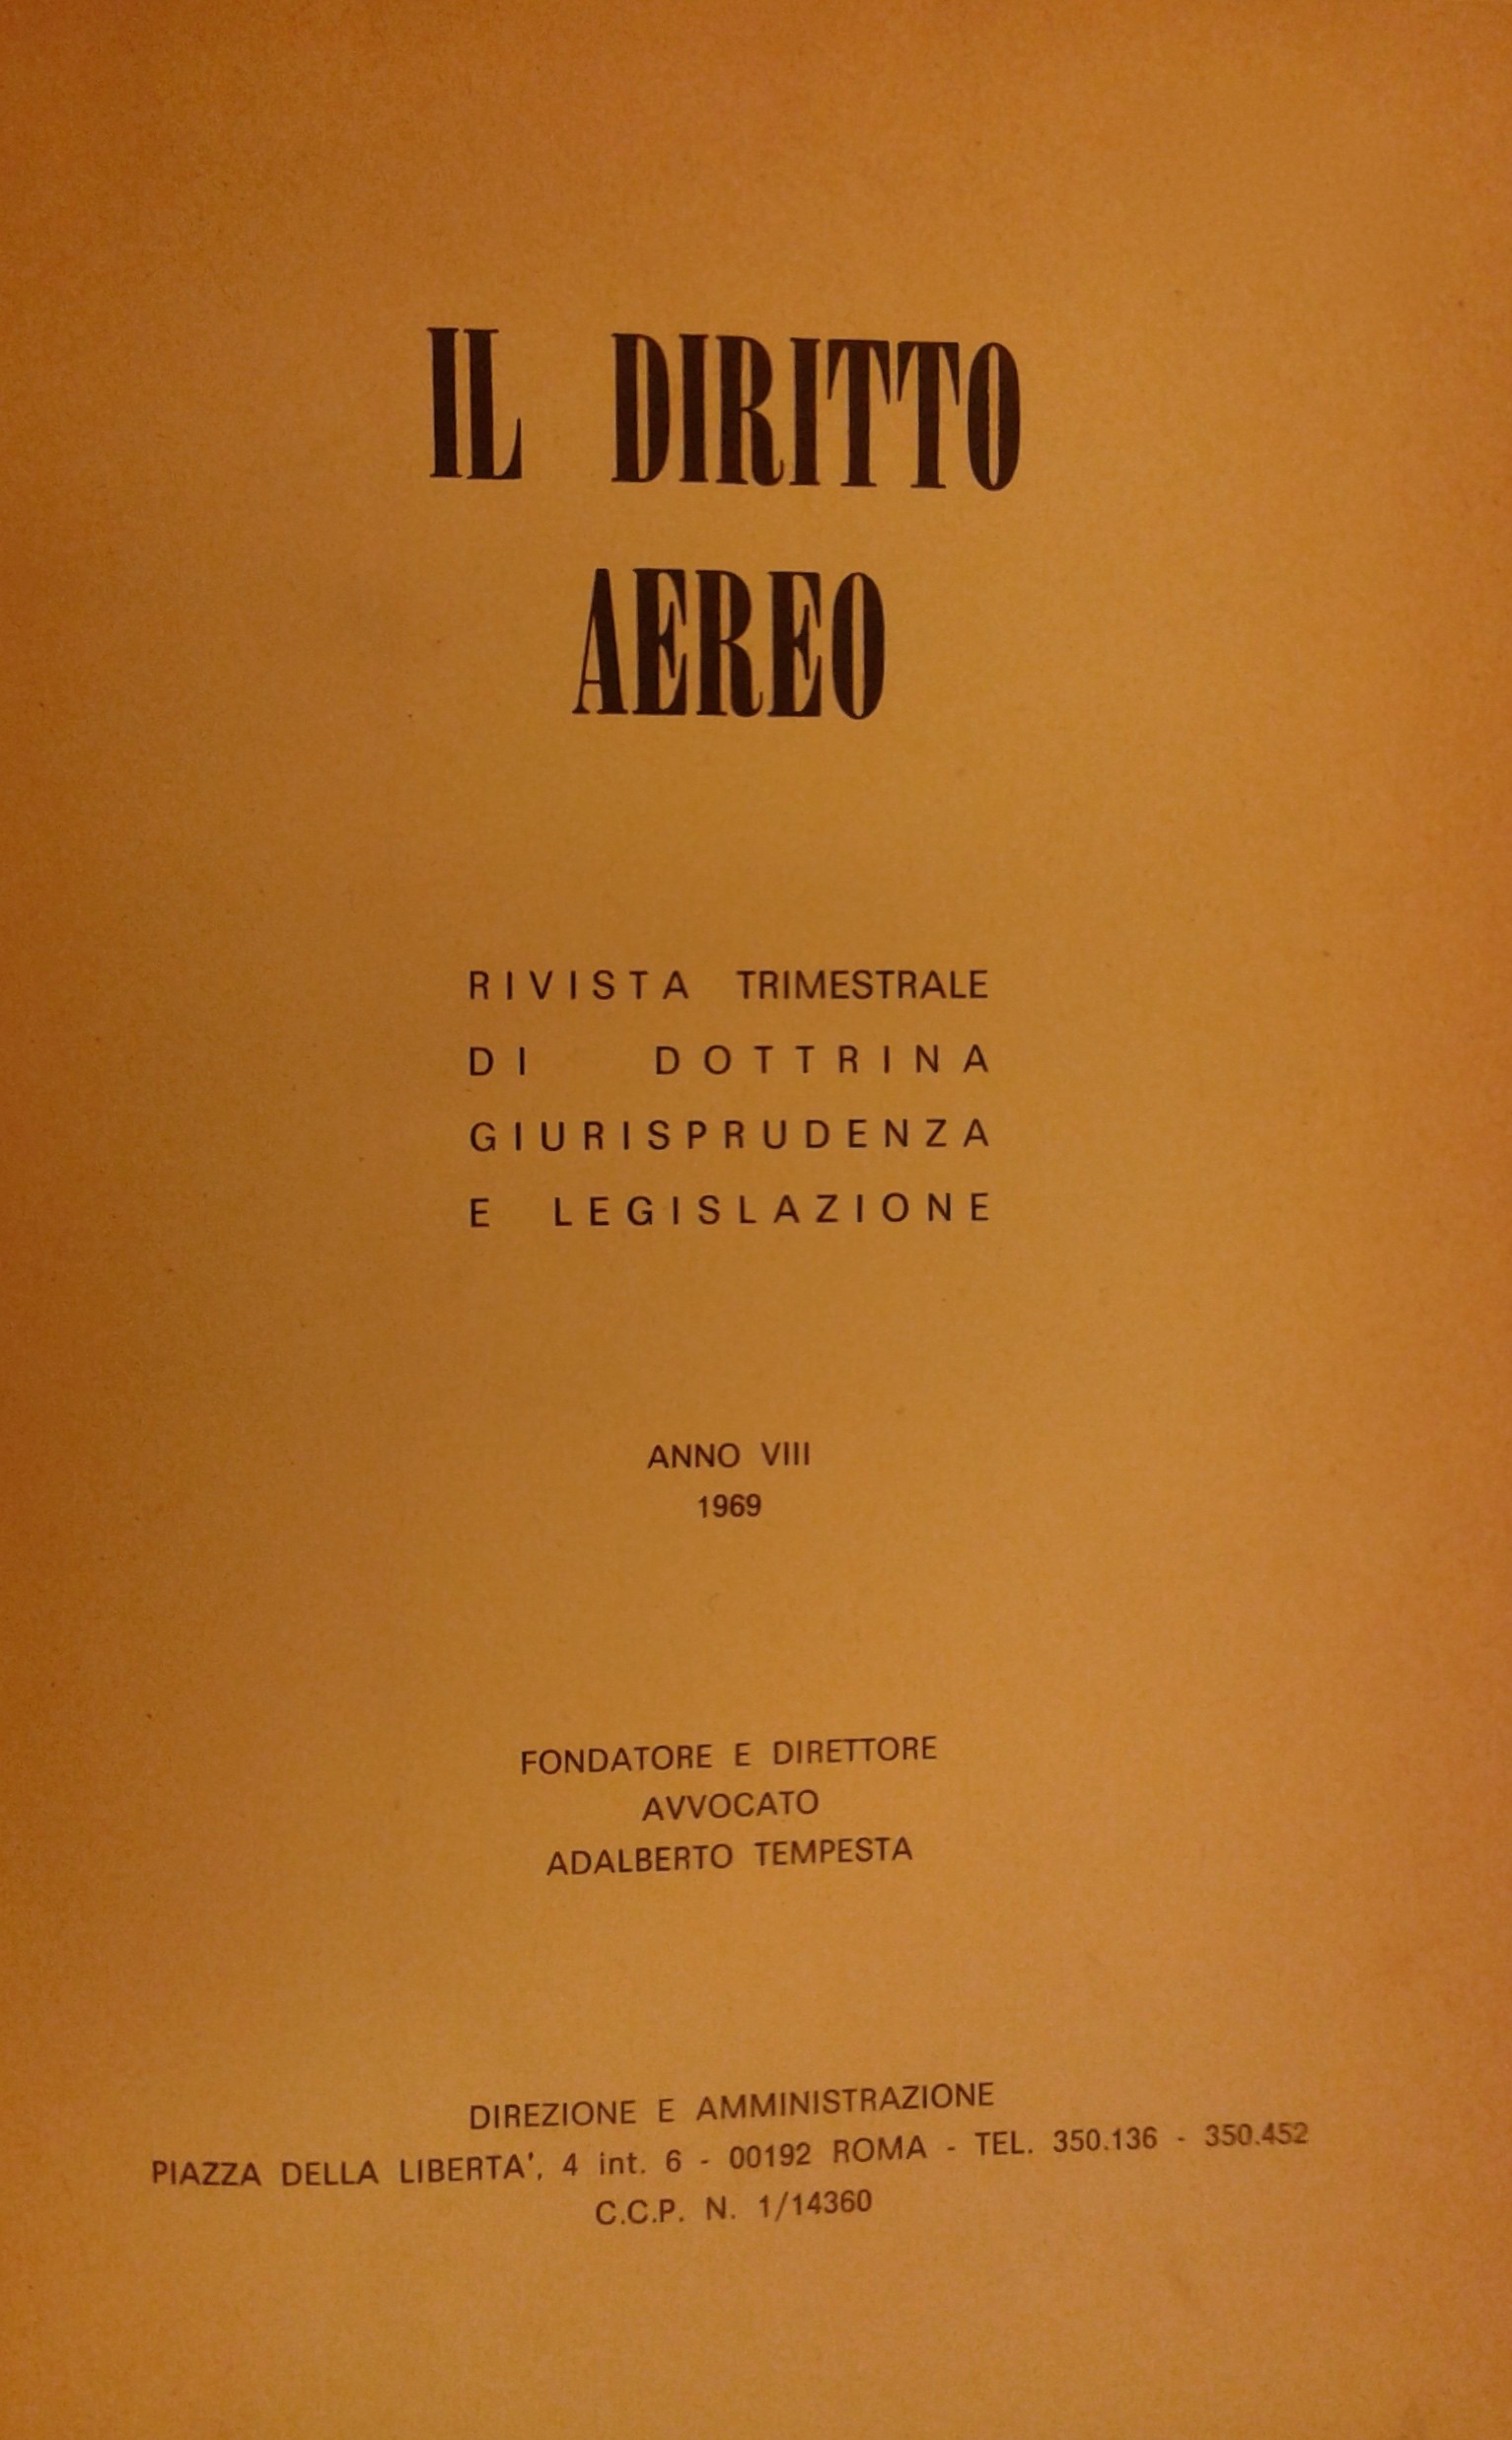 IL DIRITTO
AEREO
RIVISTA TRIMESTRALE
DI DOTTRINA
GIURISPRUDENZA
E LEGISLAZIONE
ANNO VIII
1969
FONDATORE E DIRETTORE
AVVOCATO
ADALBERTO TEMPESTA
DIREZIONE E AMMINISTRAZIONE
PIAZZA DELLA LIBERTA', 4 int. 6 - 00192 ROMA - TEL. 350.136 - 350.452
C.C.P. N. 1/14360